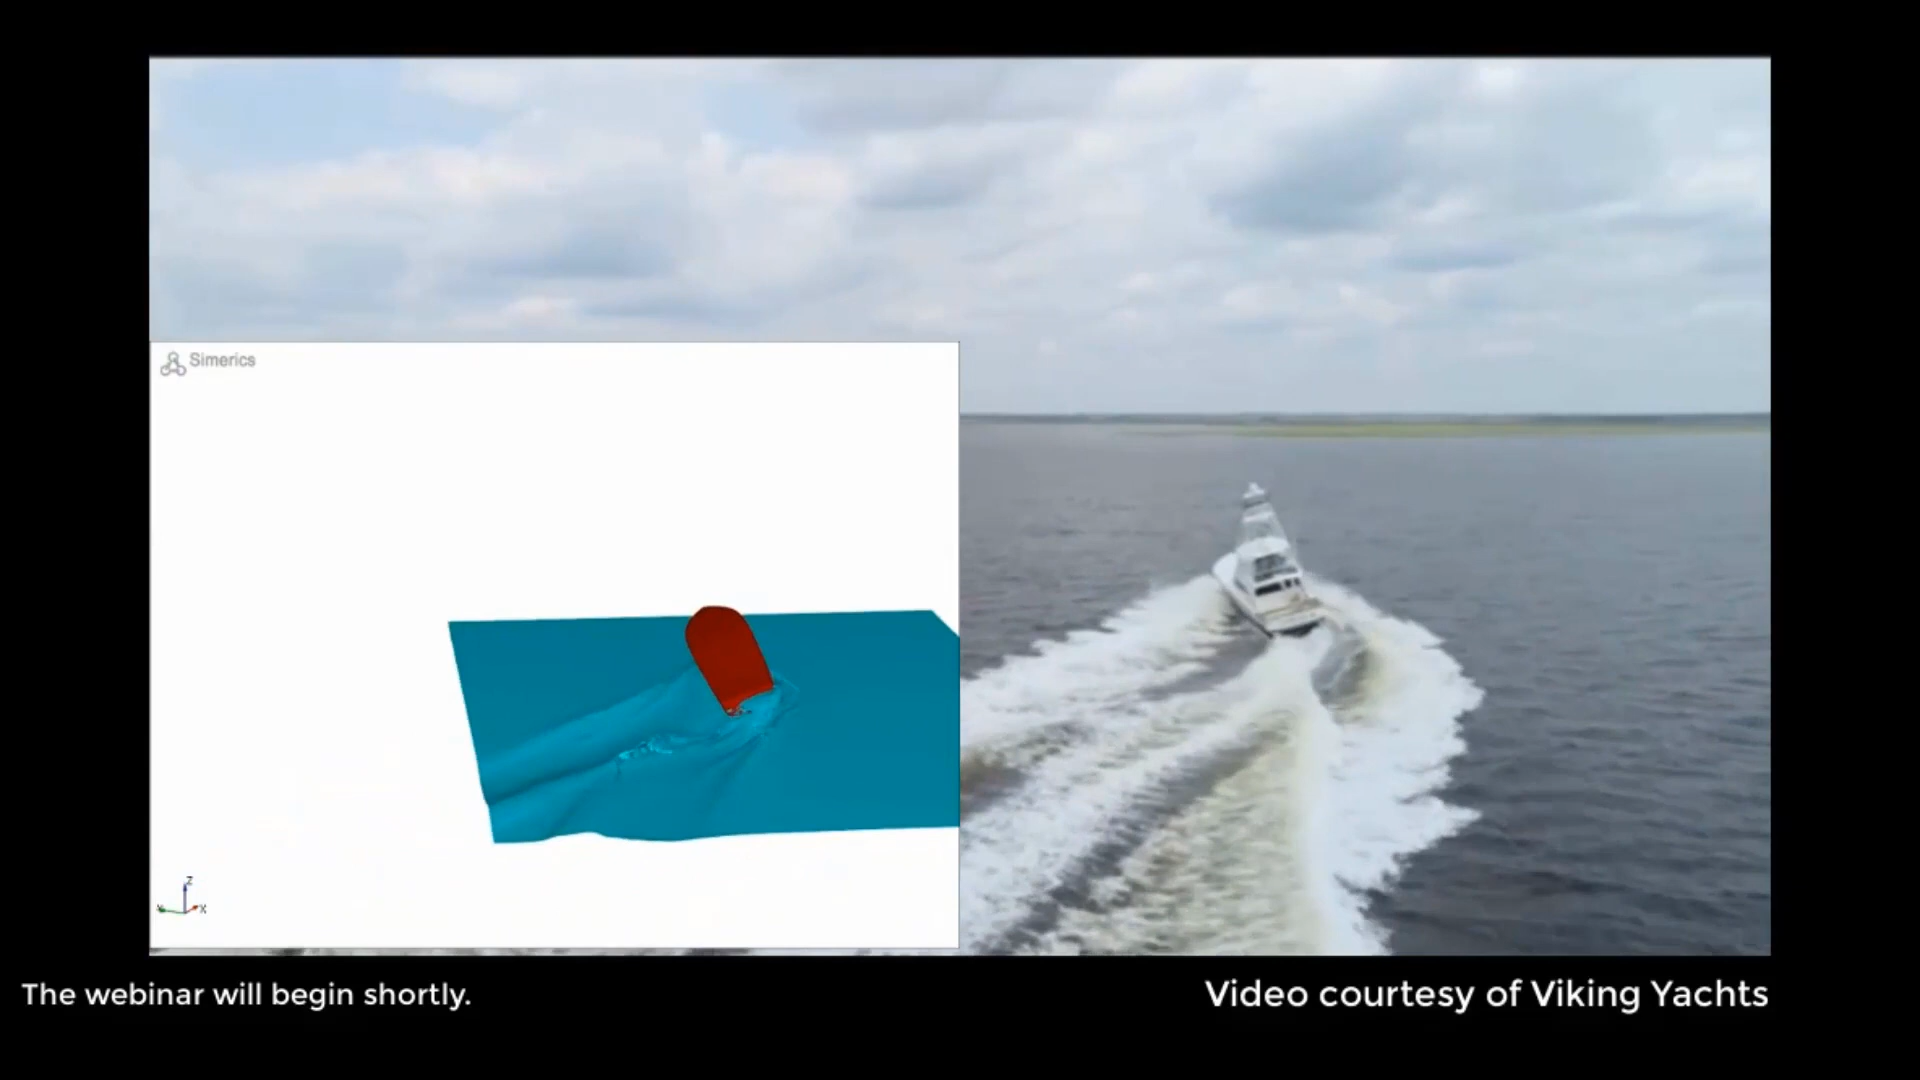 Simerics
Z
X
The webinar will begin shortly.
Video courtesy of Viking Yachts